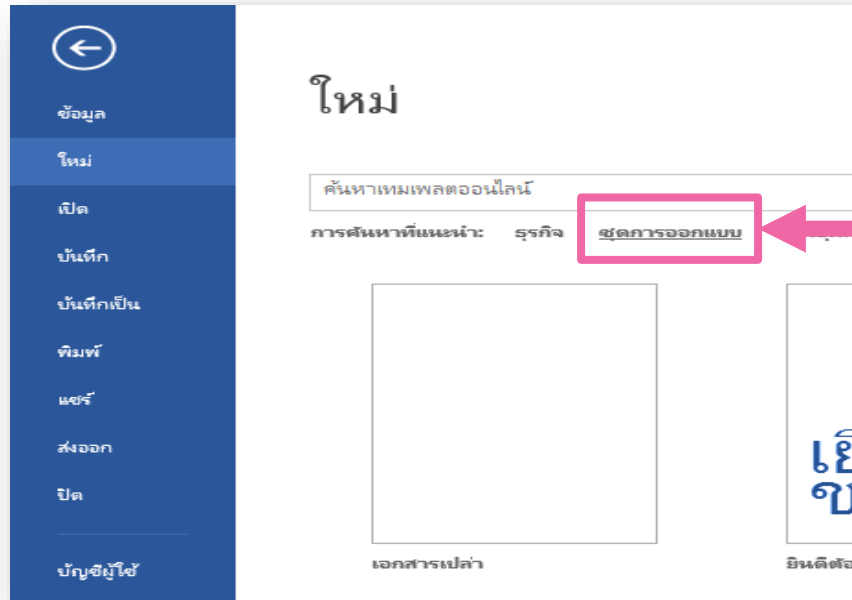 ข้อมูล
ใหม่
เปิด
บันทึก
บันทึกเป็น
พิมพ์
แชร์
ส่งออก
ปิด
บัญชีผู้ใช้
ใหม่
ค้นหาเทมเพลตออนไลน์
การค้นหาที่แนะนำ: ธุรกิจ ชุดการออกแบบ
เอกสารเปล่า